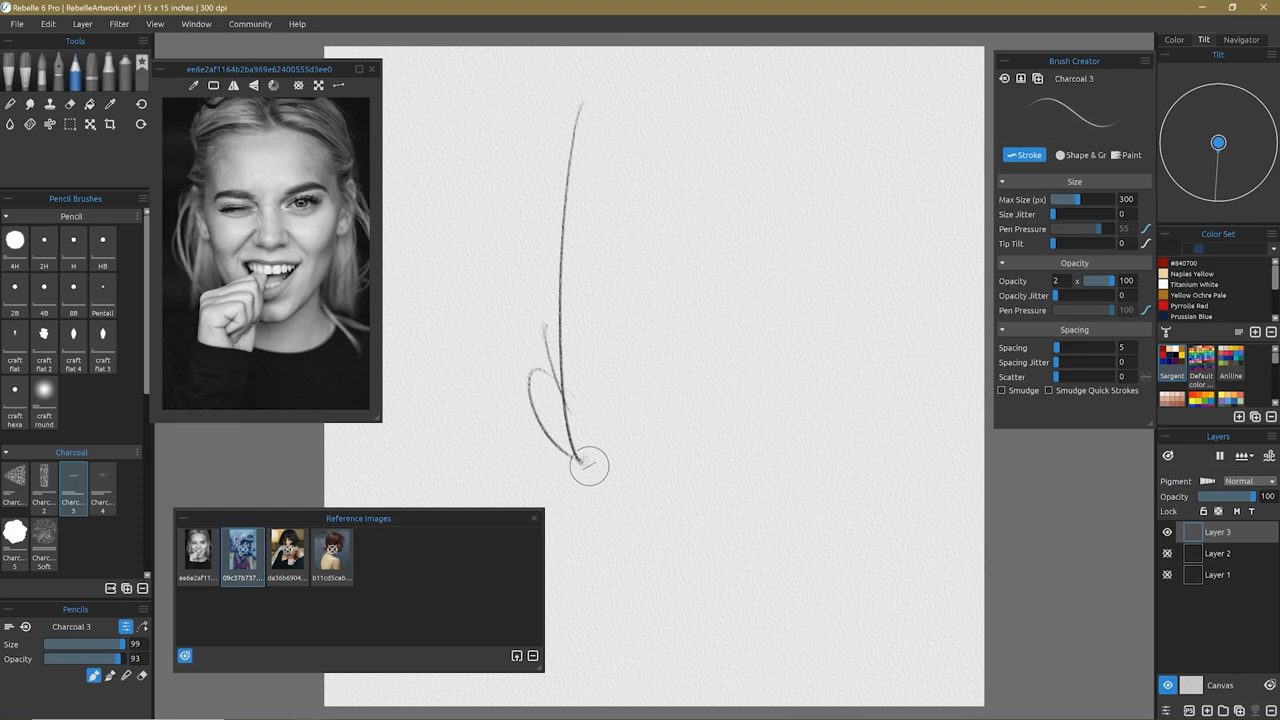 Rebelle 6 Pro | RebelleArtwork.reb* | 15 x 15 inches | 300 dpi
File Edit Layer Filter View Window Community Help
Tools
ee6e2af1164b2ba969e62400555d3ee0
Pencil Brushes
Pencil
4H 2H H HB
2B 4B 8B Pentell
craft flat craft flat 2 craft flat 4 craft flat 3
craft hexa craft round
Charcoal
Charc... Charc... 2 Charc... 3 Charc... 4
Charc... 5 Charc... Soft
Pencils
Charcoal 3
Size 99
Opacity 93
Reference Images
ee6e2af11... 09c37b737... da36b6904... b11cd5ceb...
Brush Creator
Charcoal 3
Stroke Shape & Gr Paint
Size
Max Size (px) 300
Size Jitter 0
Pen Pressure 55
Tip Tilt 0
Opacity
Opacity 2 x 100
Opacity Jitter 0
Pen Pressure 100
Spacing
Spacing 5
Spacing Jitter 0
Scatter 0
Smudge Smudge Quick Strokes
Color Tilt Navigator
Tilt
Color Set
#840700
Naples Yellow
Titanium White
Yellow Ochre Pale
Pyrrolle Red
Prussian Blue
Sargent Default color ... Aniline
Layers
Pigment Normal
Opacity 100
Lock M T
Layer 3
Layer 2
Layer 1
Canvas
PS